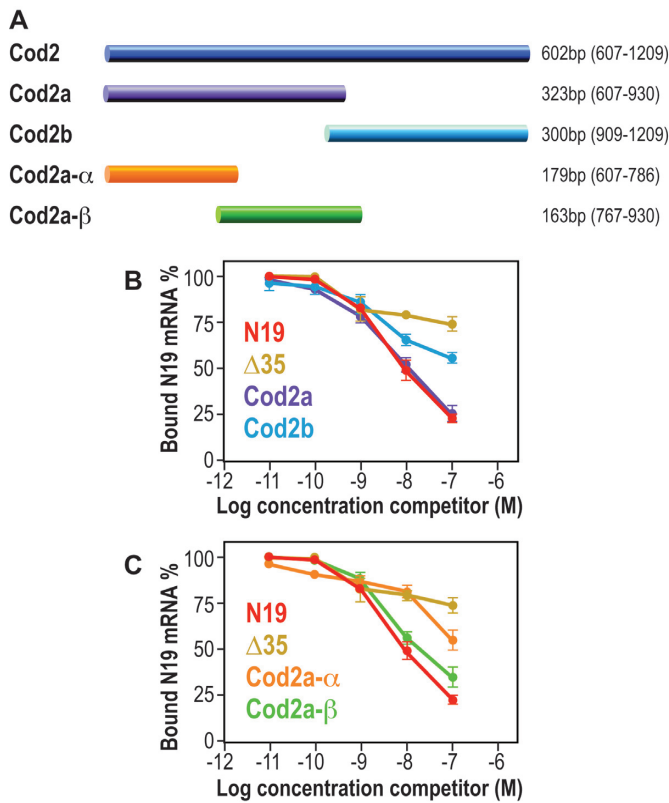 A
Cod2 602bp (607-1209)
Cod2a 323bp (607-930)
Cod2b 300bp (909-1209)
Cod2a-α 179bp (607-786)
Cod2a-β 163bp (767-930)
B
Bound N19 mRNA %
100
75
50
25
0
N19
Δ35
Cod2a
Cod2b
-12 -11 -10 -9 -8 -7 -6
Log concentration competitor (M)
C
Bound N19 mRNA %
100
75
50
25
0
N19
Δ35
Cod2a-α
Cod2a-β
-12 -11 -10 -9 -8 -7 -6
Log concentration competitor (M)